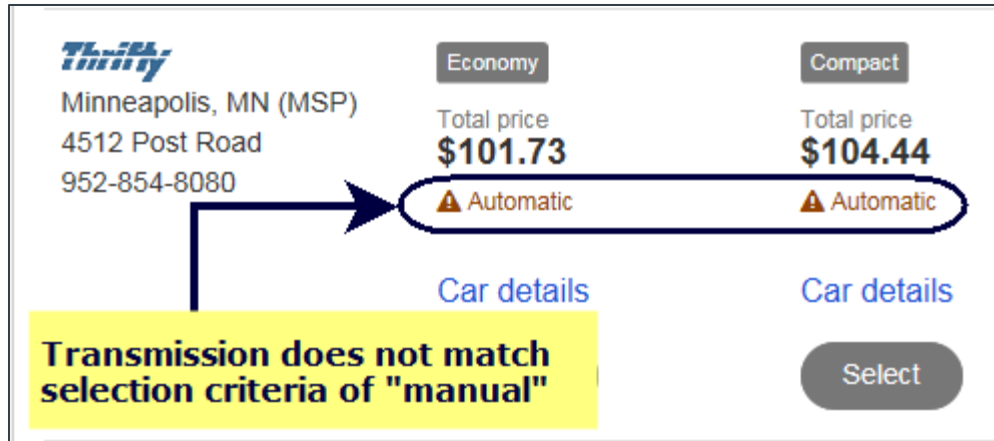 Thrifty
Minneapolis, MN (MSP)
4512 Post Road
952-854-8080
Economy
Total price
$101.73
Automatic
Car details
Compact
Total price
$104.44
Automatic
Car details
Select
Transmission does not match
selection criteria of "manual"